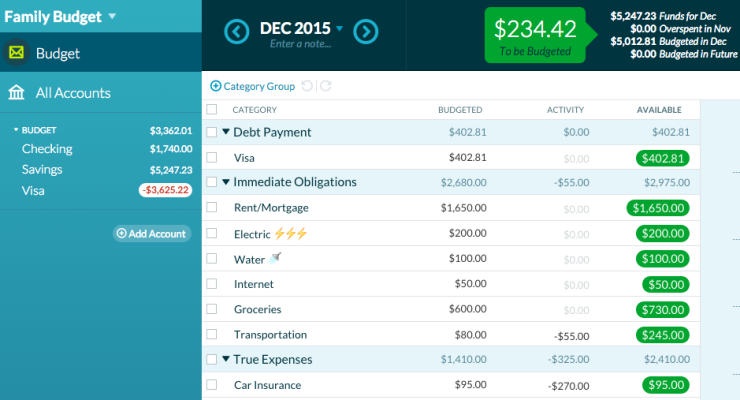 Family Budget
Budget
All Accounts
BUDGET $3,362.01
Checking $1,740.00
Savings $5,247.23
Visa -$3,625.22
Add Account
DEC 2015
Enter a note...
$234.42
To be Budgeted
$5,247.23 Funds for Dec
$0.00 Overspent in Nov
$5,012.81 Budgeted in Dec
$0.00 Budgeted in Future
Category Group
CATEGORY BUDGETED ACTIVITY AVAILABLE
Debt Payment $402.81 $0.00 $402.81
Visa $402.81 $0.00 $402.81
Immediate Obligations $2,680.00 -$55.00 $2,975.00
Rent/Mortgage $1,650.00 $0.00 $1,650.00
Electric ⚡⚡⚡ $200.00 $0.00 $200.00
Water 🚿 $100.00 $0.00 $100.00
Internet $50.00 $0.00 $50.00
Groceries $600.00 $0.00 $730.00
Transportation $80.00 -$55.00 $245.00
True Expenses $1,410.00 -$325.00 $2,410.00
Car Insurance $95.00 -$270.00 $95.00